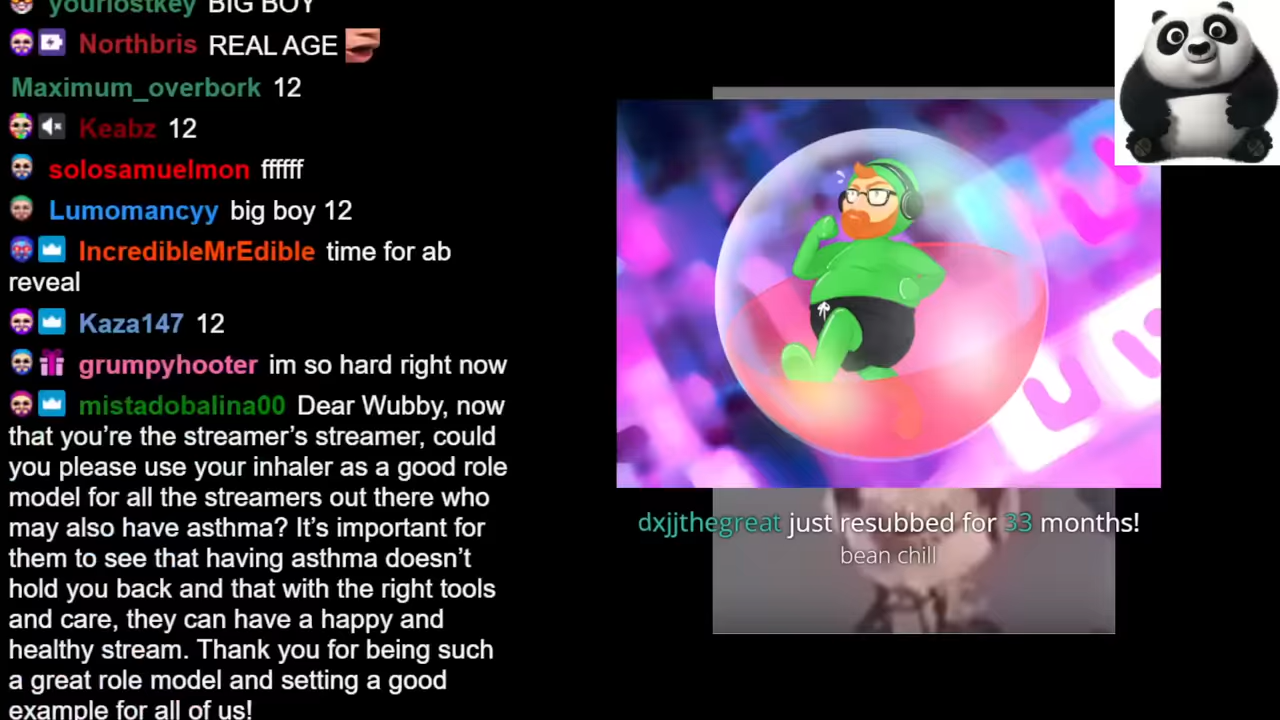 yourlostkey BIG BOY
Northbris REAL AGE
Maximum_overbork 12
Keabz 12
solosamuelmon ffffff
Lumomancyy big boy 12
IncredibleMrEdible time for ab
reveal
Kaza147 12
grumpyhooter im so hard right now
mistadobalina00 Dear Wubby, now
that you’re the streamer’s streamer, could
you please use your inhaler as a good role
model for all the streamers out there who
may also have asthma? It’s important for
them to see that having asthma doesn’t
hold you back and that with the right tools
and care, they can have a happy and
healthy stream. Thank you for being such
a great role model and setting a good
example for all of us!
dxjjthegreat just resubbed for 33 months!
bean chill